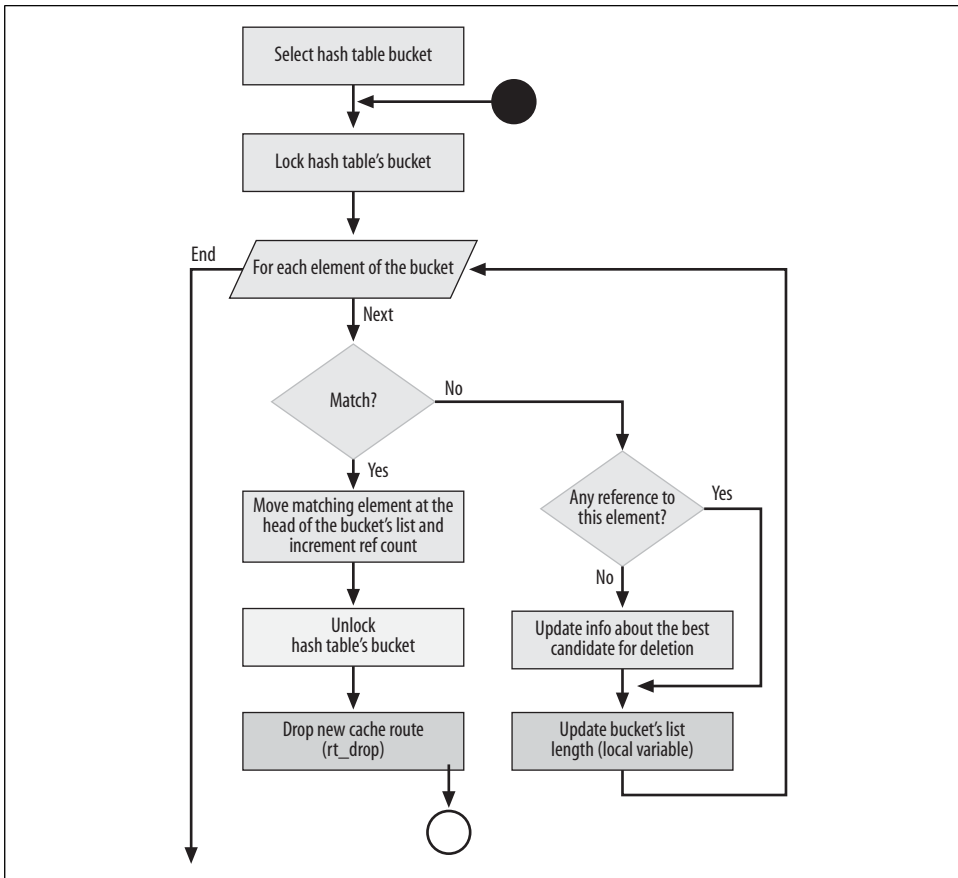 Select hash table bucket
Lock hash table's bucket
End
For each element of the bucket
Next
Match?
No
Yes
Move matching element at the
head of the bucket's list and
increment ref count
Any reference to
this element?
Yes
No
Unlock
hash table's bucket
Update info about the best
candidate for deletion
Drop new cache route
(rt_drop)
Update bucket's list
length (local variable)